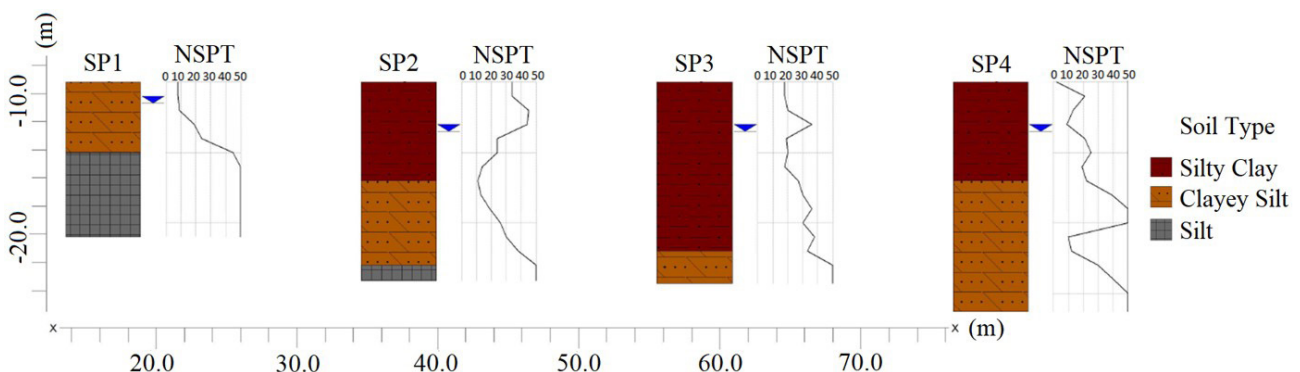 (m)
SP1 NSPT SP2 NSPT SP3 NSPT SP4 NSPT
0 10 20 30 40 50 0 10 20 30 40 50 0 10 20 30 40 50 0 10 20 30 40 50
-10.0
Soil Type
Silty Clay
Clayey Silt
Silt
-20.0
x x (m)
20.0 30.0 40.0 50.0 60.0 70.0